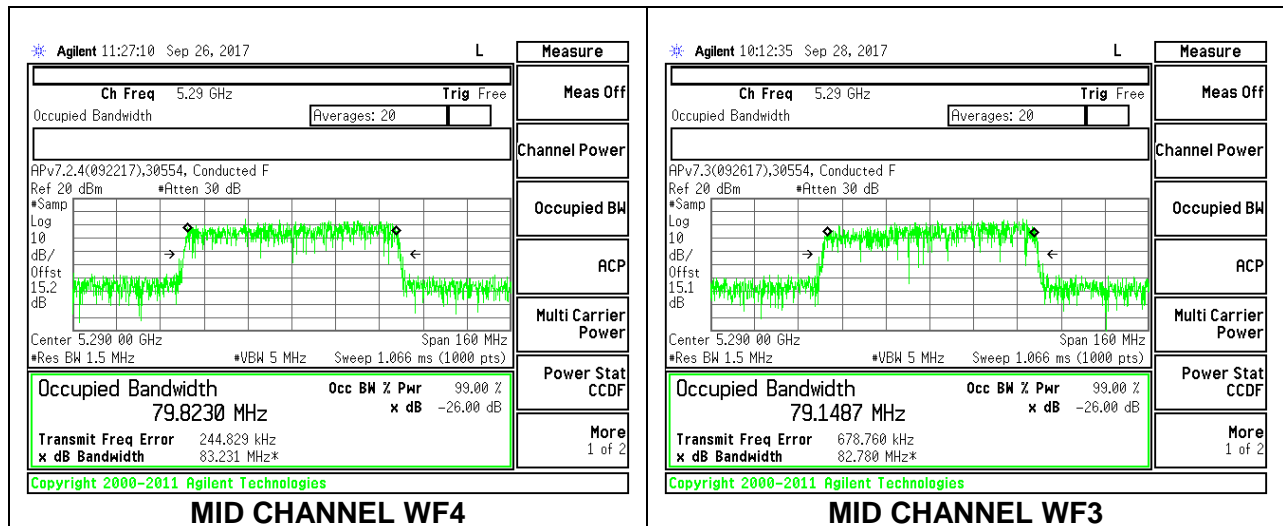 Agilent 11:27:10 Sep 26, 2017 L
Measure
Ch Freq 5.29 GHz Trig Free
Occupied Bandwidth Averages: 20
APv7.2.4(092217),30554, Conducted F
Ref 20 dBm #Atten 30 dB
#Samp
Log
10
dB/
Offst
15.2
dB
Center 5.290 00 GHz Span 160 MHz
#Res BW 1.5 MHz #VBW 5 MHz Sweep 1.066 ms (1000 pts)
Occupied Bandwidth Occ BW % Pwr 99.00 %
79.8230 MHz x dB -26.00 dB
Transmit Freq Error 244.829 kHz
x dB Bandwidth 83.231 MHz*
Copyright 2000-2011 Agilent Technologies
Meas Off
Channel Power
Occupied BW
ACP
Multi Carrier
Power
Power Stat
CCDF
More
1 of 2
MID CHANNEL WF4
Agilent 10:12:35 Sep 28, 2017 L
Measure
Ch Freq 5.29 GHz Trig Free
Occupied Bandwidth Averages: 20
APv7.3(092617),30554, Conducted F
Ref 20 dBm #Atten 30 dB
#Samp
Log
10
dB/
Offst
15.1
dB
Center 5.290 00 GHz Span 160 MHz
#Res BW 1.5 MHz #VBW 5 MHz Sweep 1.066 ms (1000 pts)
Occupied Bandwidth Occ BW % Pwr 99.00 %
79.1487 MHz x dB -26.00 dB
Transmit Freq Error 678.760 kHz
x dB Bandwidth 82.780 MHz*
Copyright 2000-2011 Agilent Technologies
Meas Off
Channel Power
Occupied BW
ACP
Multi Carrier
Power
Power Stat
CCDF
More
1 of 2
MID CHANNEL WF3